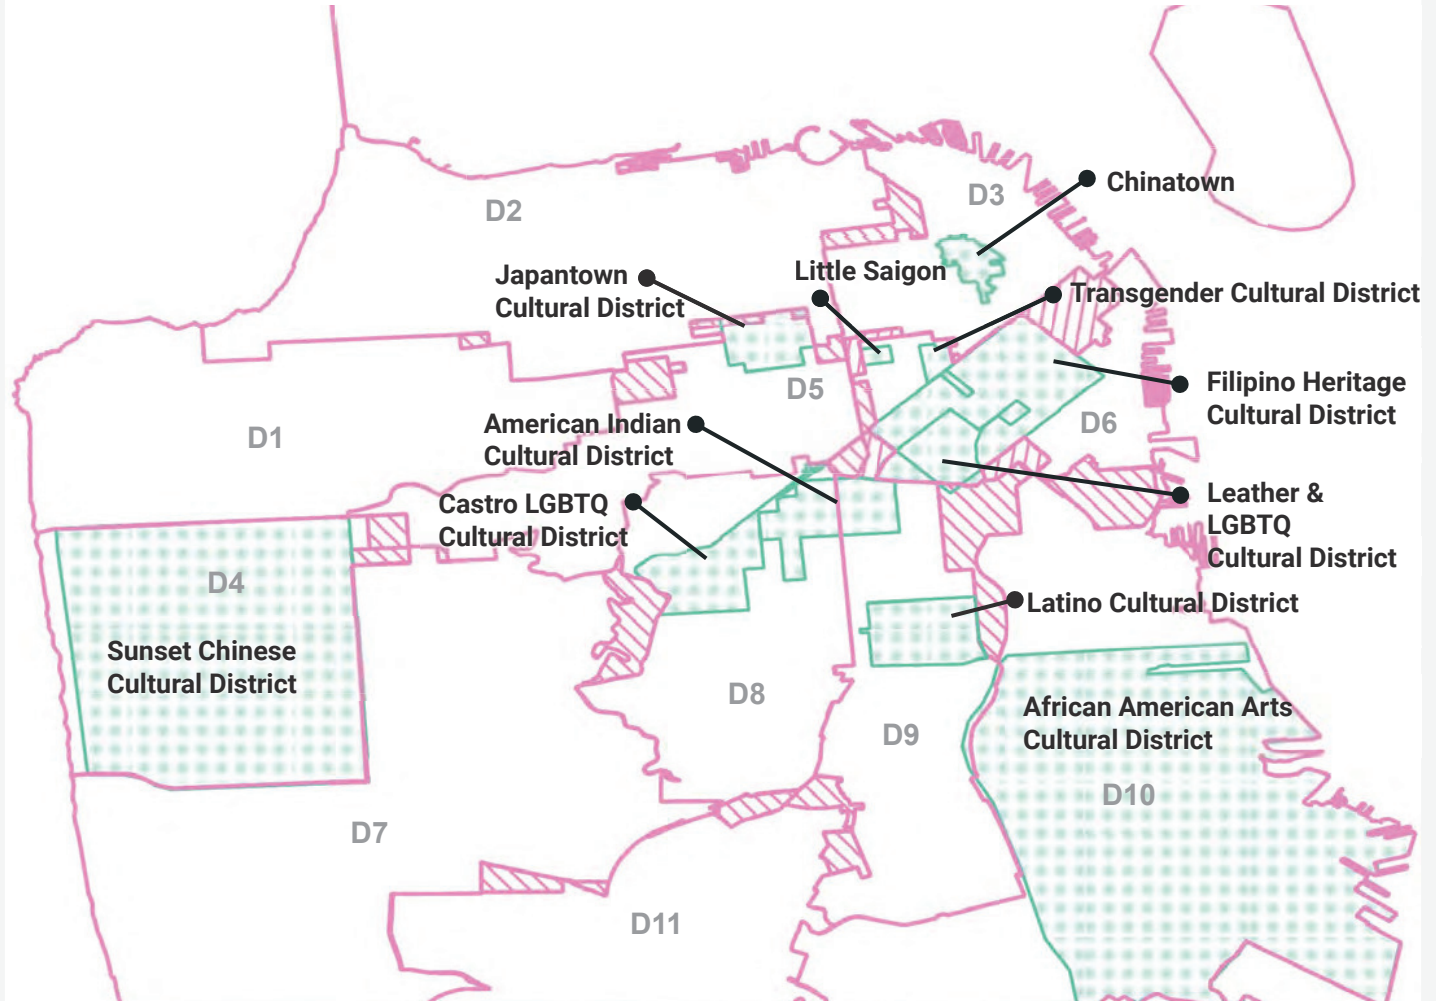 D2
D3
Chinatown
Japantown
Cultural District
Little Saigon
Transgender Cultural District
D5
Filipino Heritage
Cultural District
D1
American Indian
Cultural District
D6
Castro LGBTQ
Cultural District
Leather &
LGBTQ
Cultural District
D4
Sunset Chinese
Cultural District
Latino Cultural District
D8
D9
African American Arts
Cultural District
D10
D7
D11